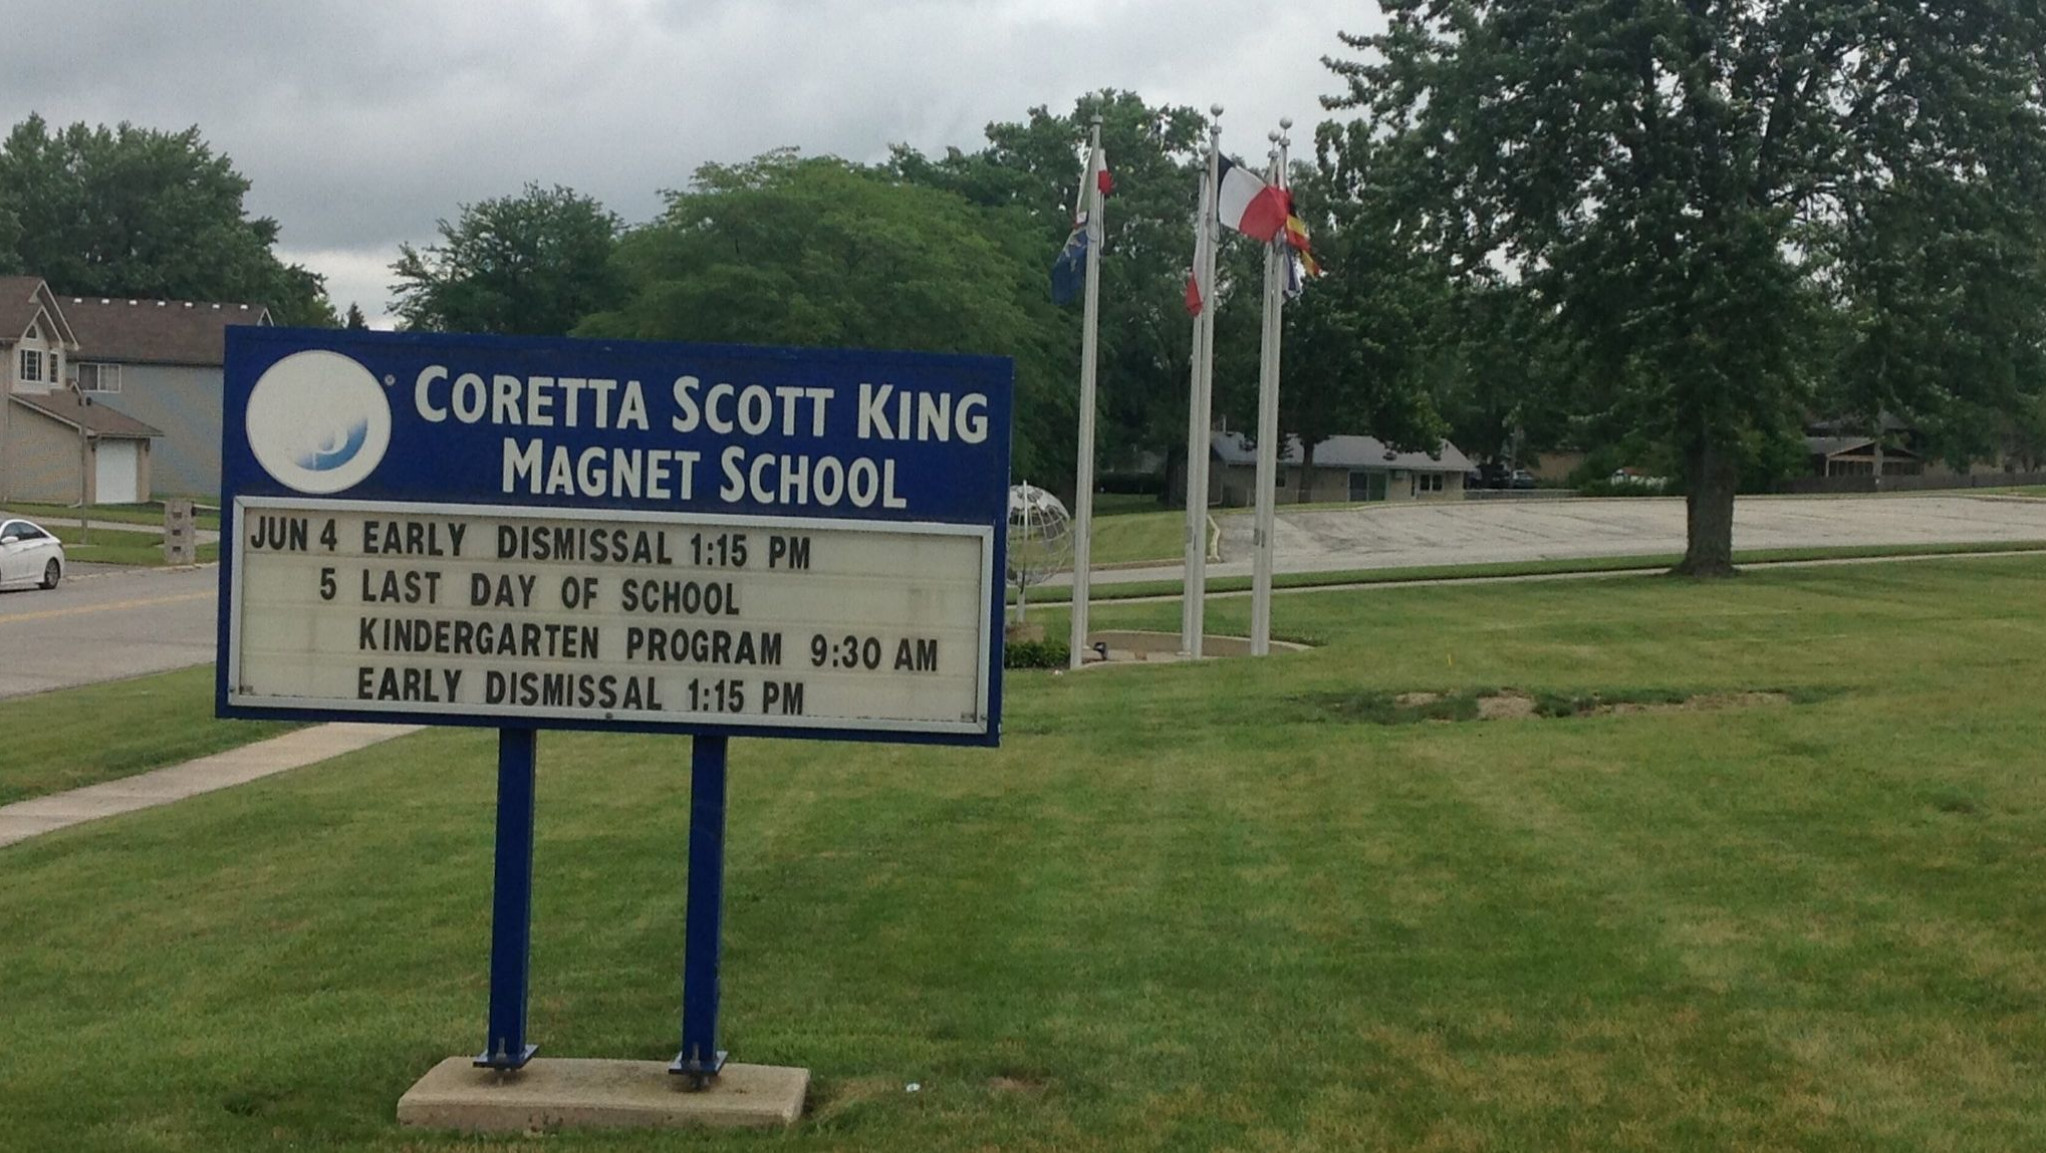 CORETTA SCOTT KING
MAGNET SCHOOL
JUN 4 EARLY DISMISSAL 1:15 PM
5 LAST DAY OF SCHOOL
KINDERGARTEN PROGRAM 9:30 AM
EARLY DISMISSAL 1:15 PM